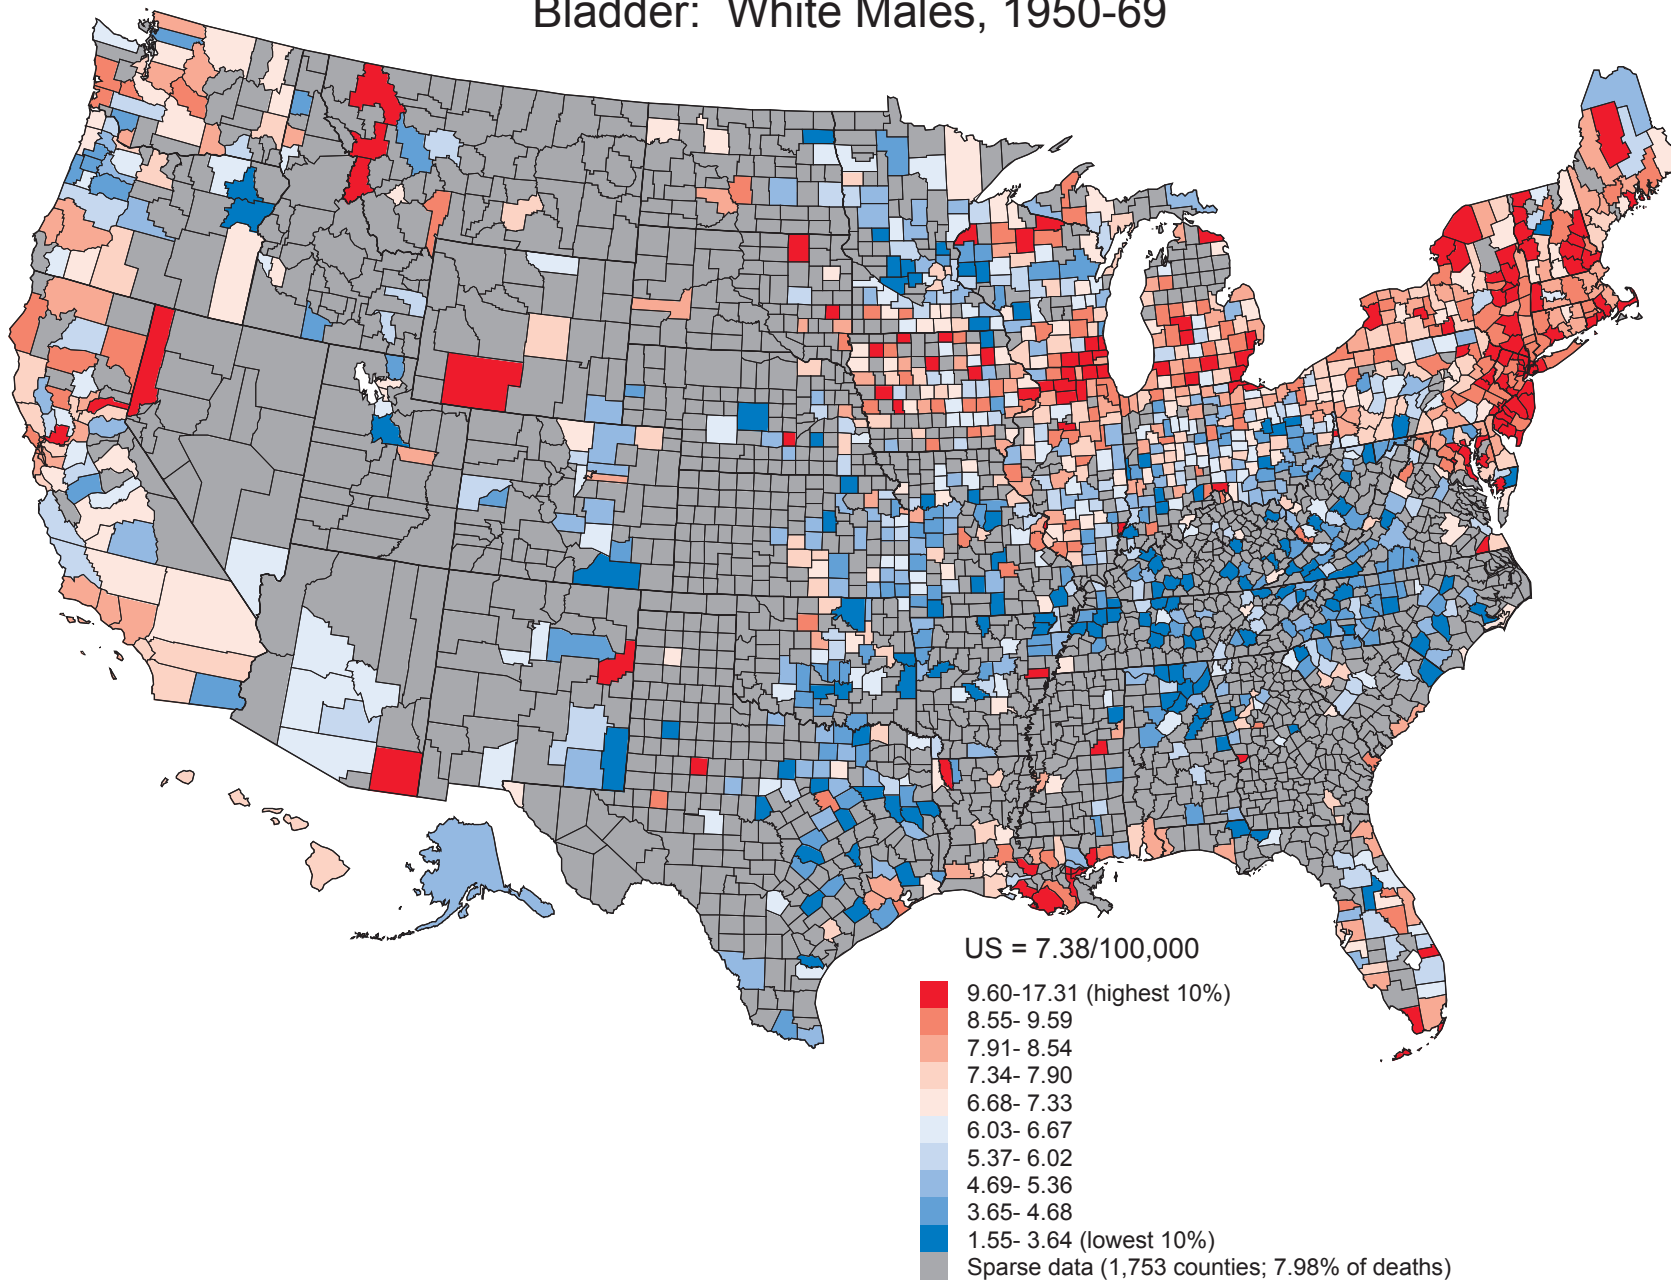 Bladder: White Males, 1950-69
US = 7.38/100,000
9.60-17.31 (highest 10%)
8.55- 9.59
7.91- 8.54
7.34- 7.90
6.68- 7.33
6.03- 6.67
5.37- 6.02
4.69- 5.36
3.65- 4.68
1.55- 3.64 (lowest 10%)
Sparse data (1,753 counties; 7.98% of deaths)